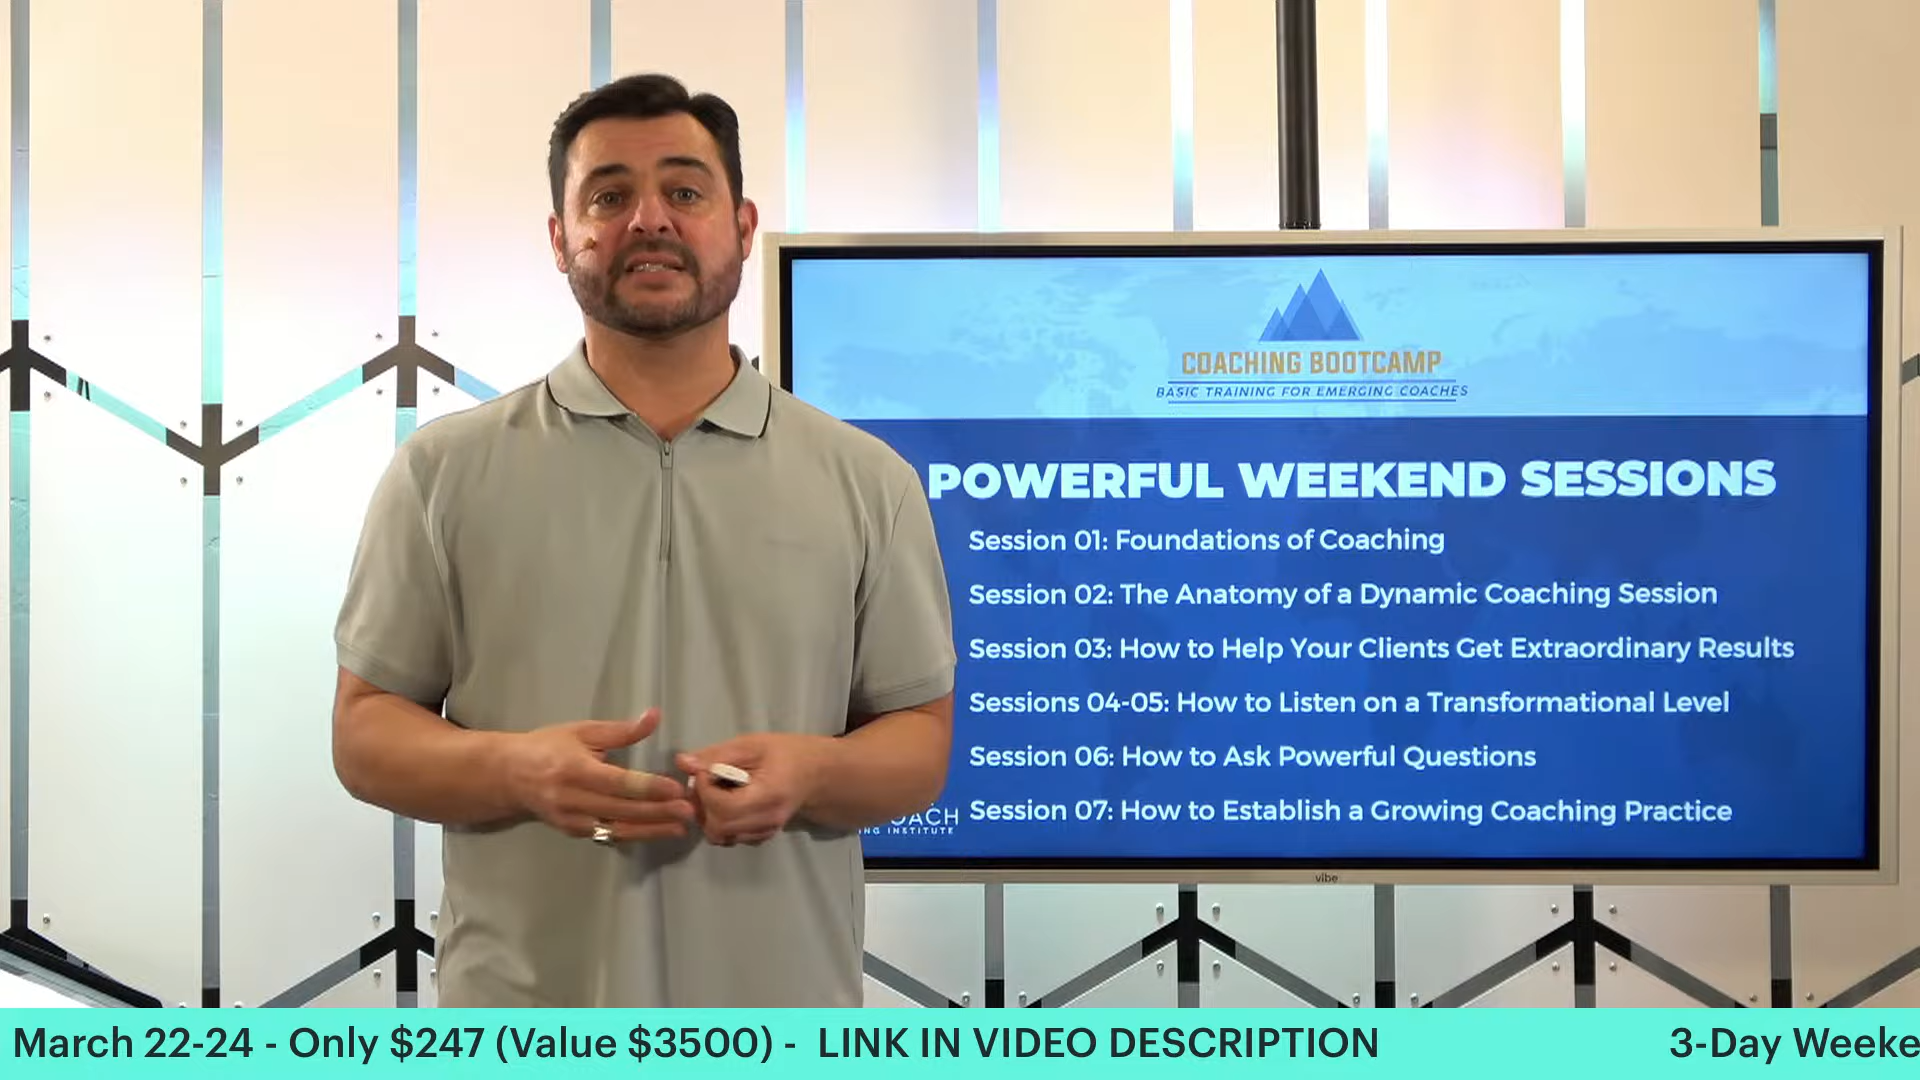 COACHING BOOTCAMP
BASIC TRAINING FOR EMERGING COACHES
POWERFUL WEEKEND SESSIONS
Session 01: Foundations of Coaching
Session 02: The Anatomy of a Dynamic Coaching Session
Session 03: How to Help Your Clients Get Extraordinary Results
Sessions 04-05: How to Listen on a Transformational Level
Session 06: How to Ask Powerful Questions
Session 07: How to Establish a Growing Coaching Practice
INSTITUTE
vibe
March 22-24 - Only $247 (Value $3500) - LINK IN VIDEO DESCRIPTION 3-Day